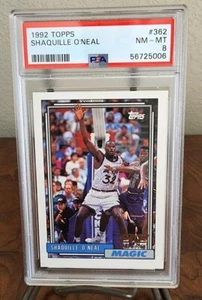 1992 TOPPS #362
SHAQUILLE O'NEAL NM - MT
8
PSA 56725006
Topps
32
SHAQUILLE O'NEAL
MAGIC